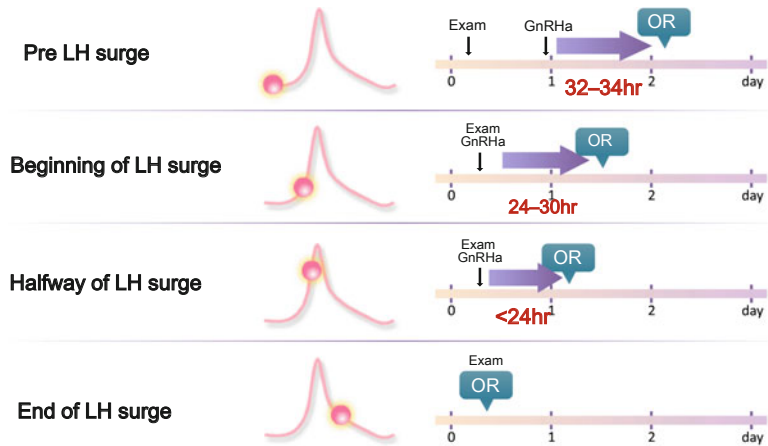 Pre LH surge
Exam
GnRHa
OR
0
1
2
day
32–34hr
Beginning of LH surge
Exam
GnRHa
OR
0
1
2
day
24–30hr
Halfway of LH surge
Exam
GnRHa
OR
0
1
2
day
<24hr
End of LH surge
Exam
OR
0
1
2
day